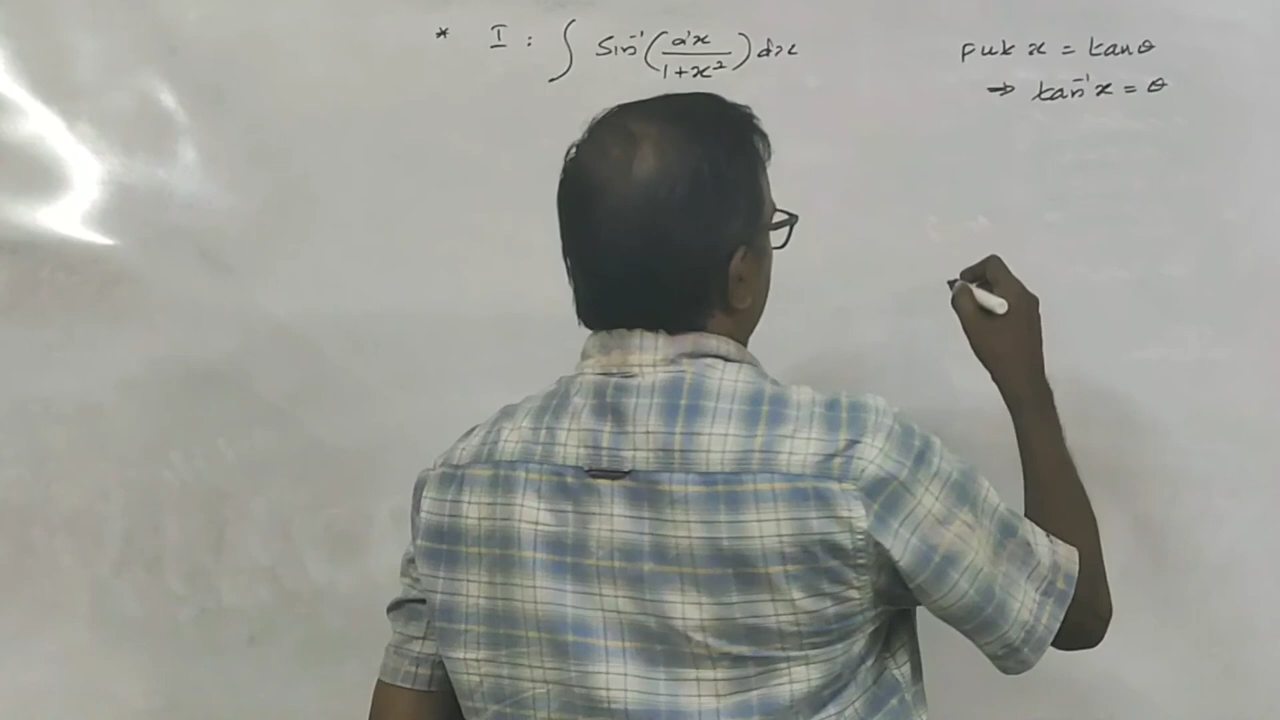 * I : ∫ Sin⁻¹(2x/1+x²) dx
Put x = tanθ
⇒ tan⁻¹x = θ